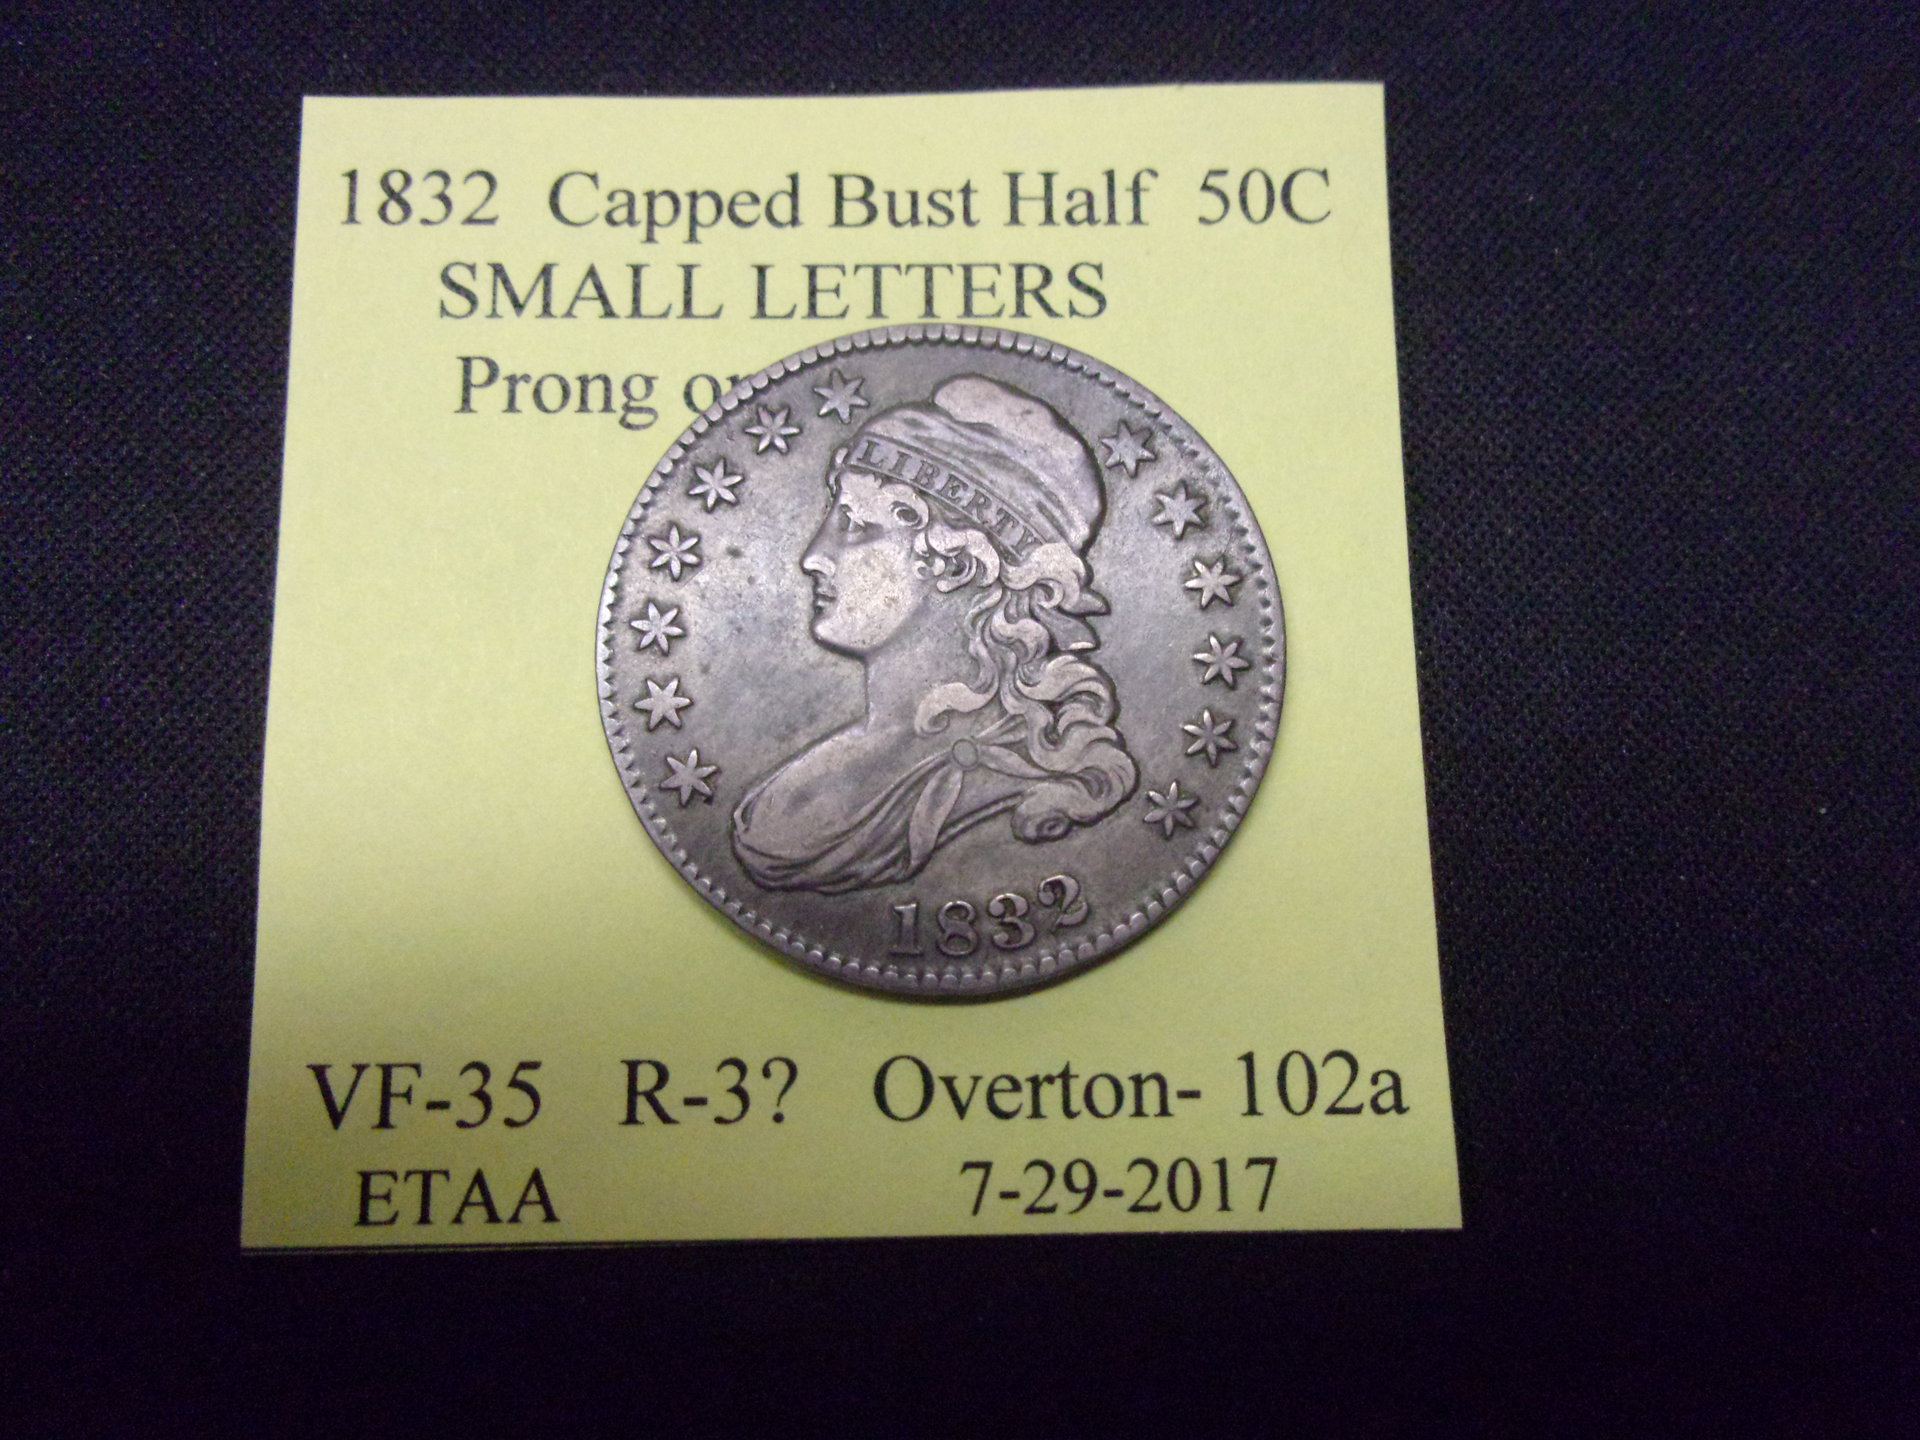 1832 Capped Bust Half 50C
SMALL LETTERS
Prong
LIBERTY
1832
VF-35 R-3? Overton- 102a
ETAA 7-29-2017